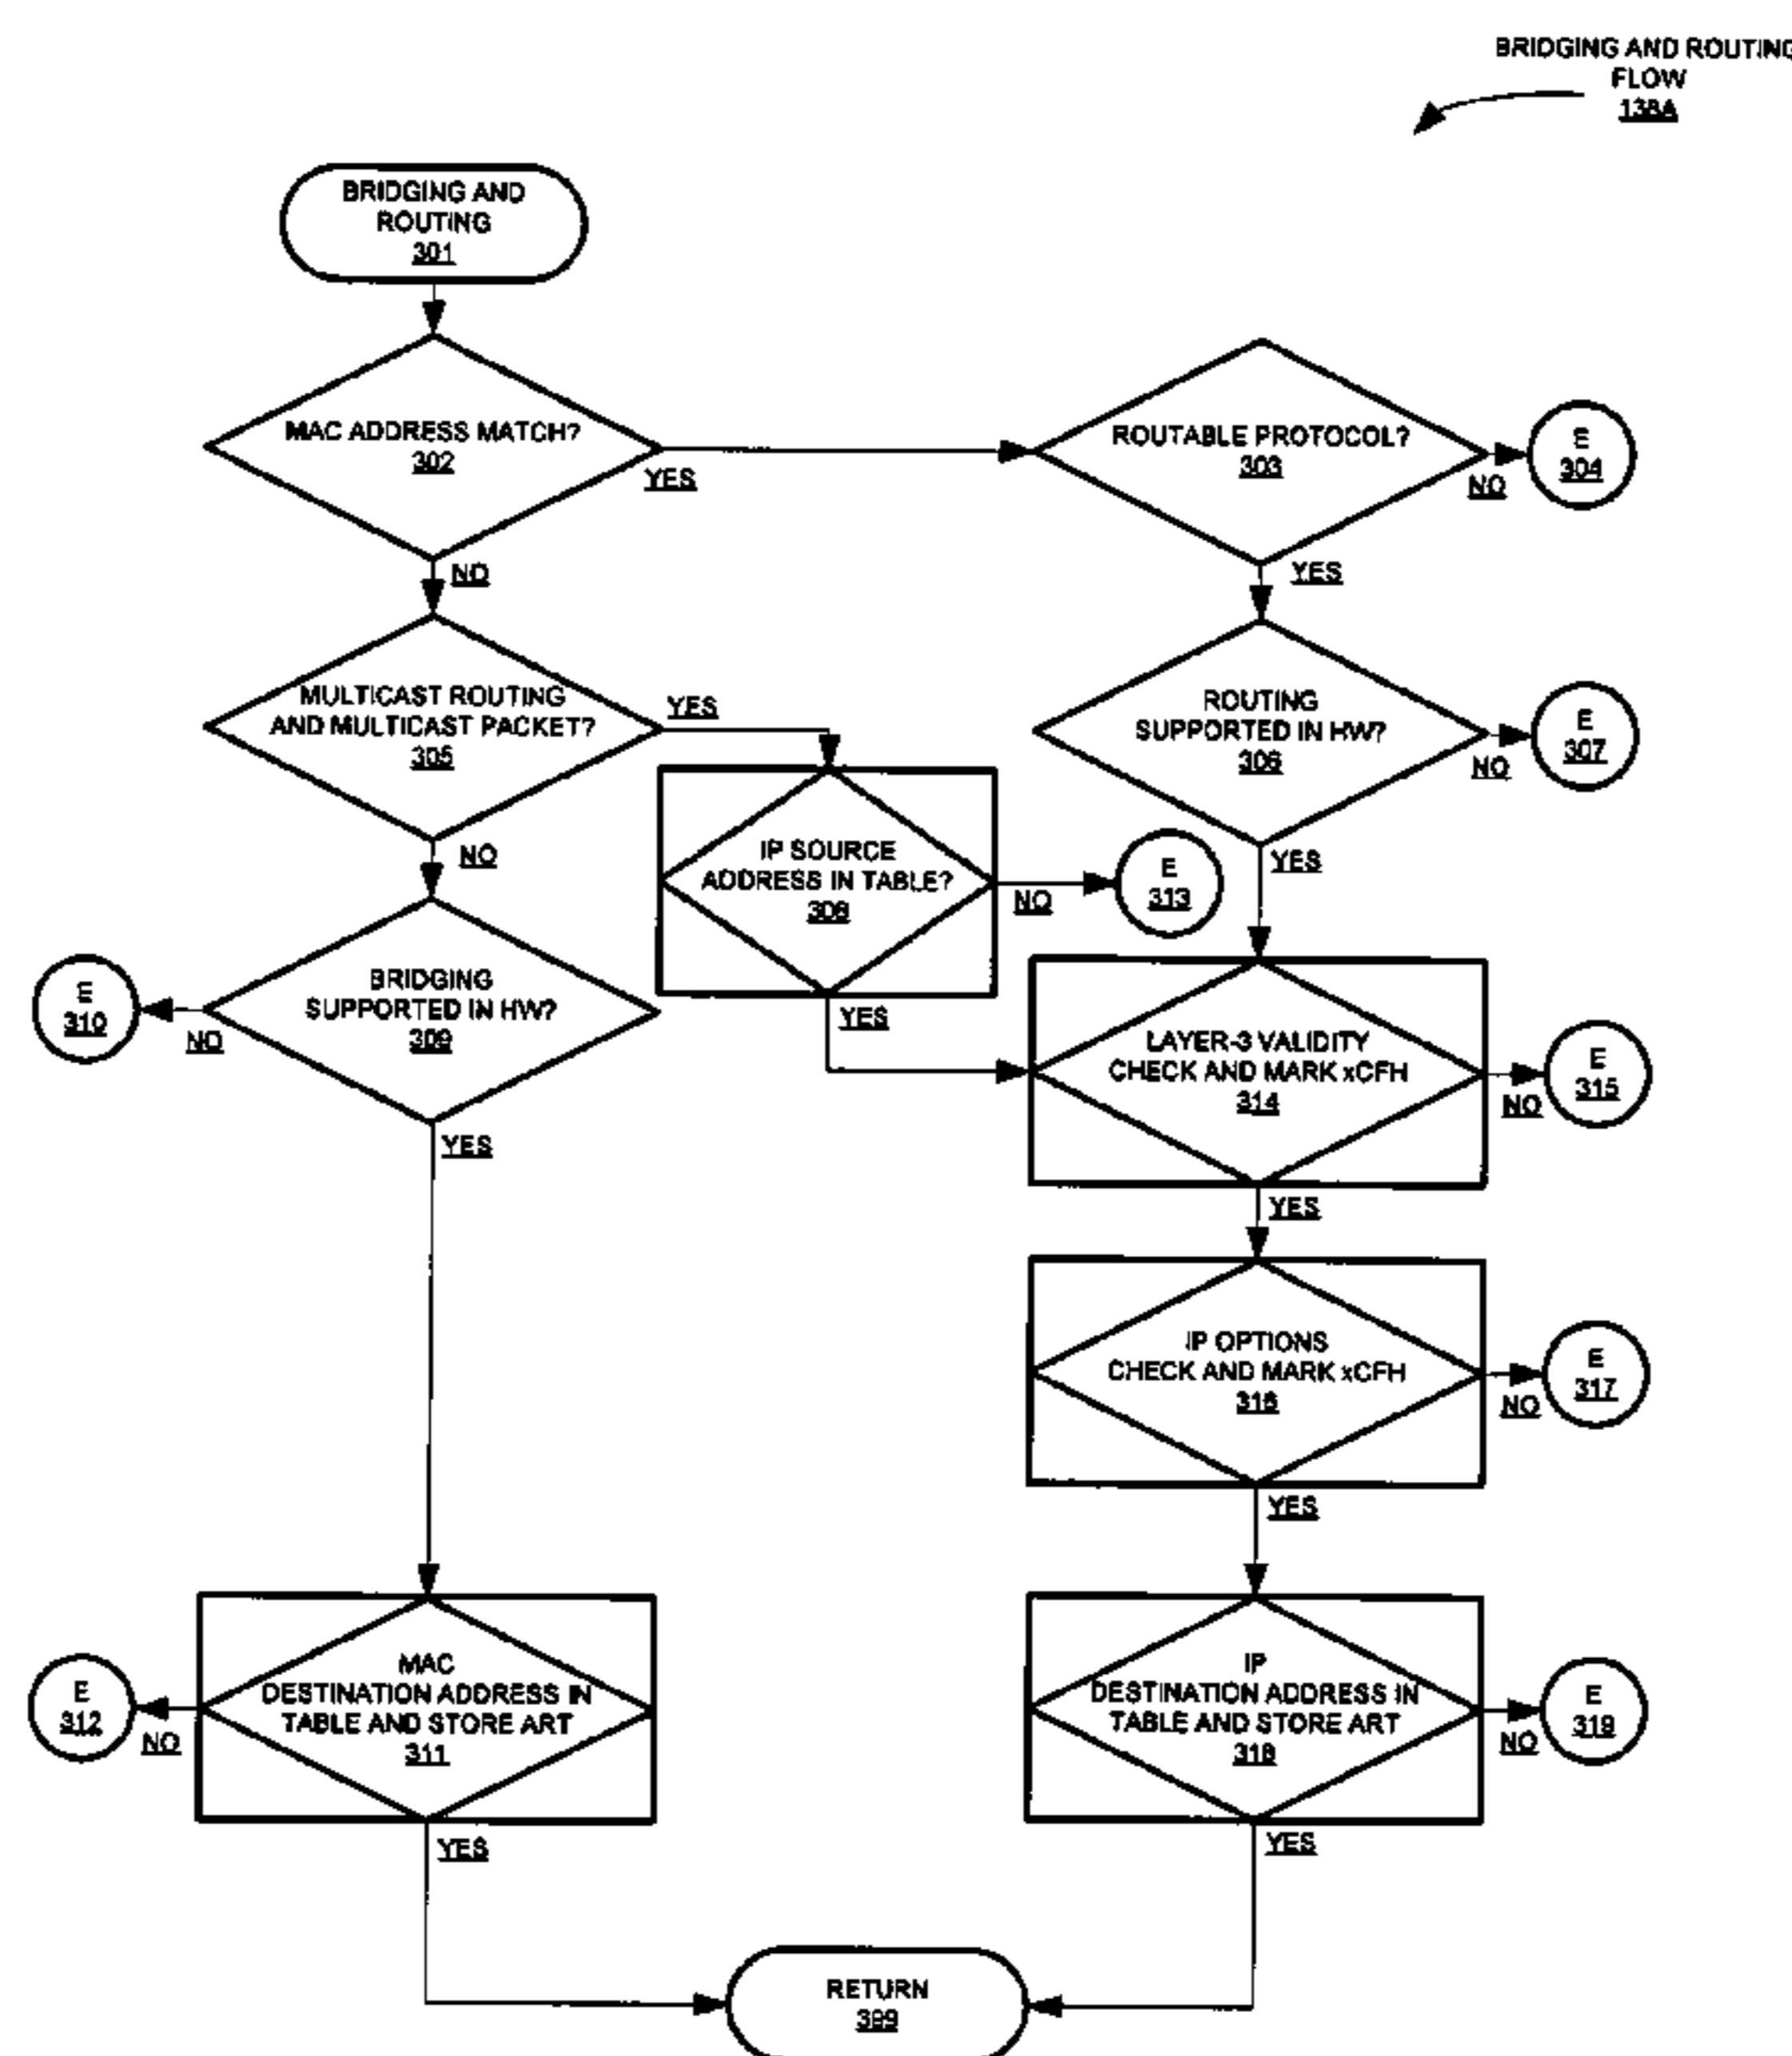 BRIDGING AND ROUTING
FLOW
138A
BRIDGING AND
ROUTING
301
MAC ADDRESS MATCH?
302
YES
NO
ROUTABLE PROTOCOL?
303
NO
E
304
YES
MULTICAST ROUTING
AND MULTICAST PACKET?
305
YES
NO
ROUTING
SUPPORTED IN HW?
306
NO
E
307
YES
IP SOURCE
ADDRESS IN TABLE?
308
NO
E
313
YES
BRIDGING
SUPPORTED IN HW?
309
NO
E
310
YES
LAYER-3 VALIDITY
CHECK AND MARK xCFH
314
NO
E
315
YES
IP OPTIONS
CHECK AND MARK xCFH
316
NO
E
317
YES
MAC
DESTINATION ADDRESS IN
TABLE AND STORE ART
311
NO
E
312
YES
IP
DESTINATION ADDRESS IN
TABLE AND STORE ART
318
NO
E
319
YES
RETURN
399